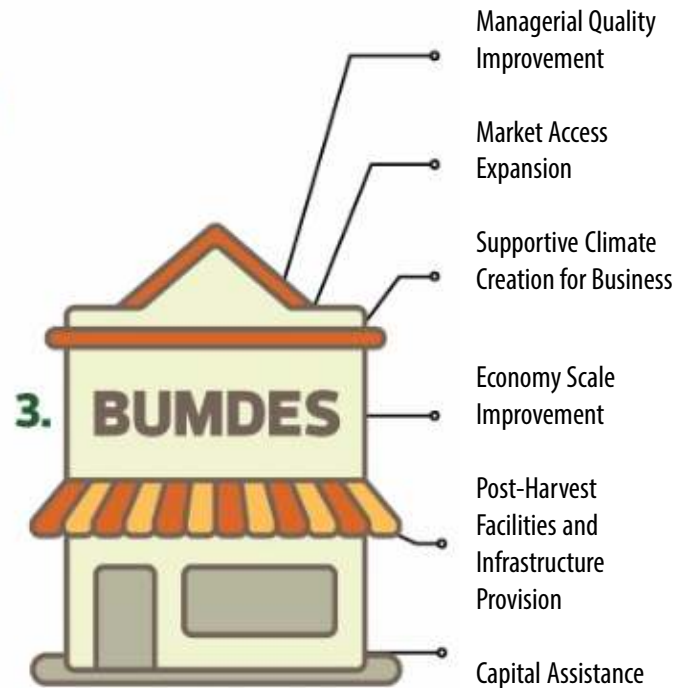 Managerial Quality
Improvement
Market Access
Expansion
Supportive Climate
Creation for Business
3. BUMDES
Economy Scale
Improvement
Post-Harvest
Facilities and
Infrastructure
Provision
Capital Assistance